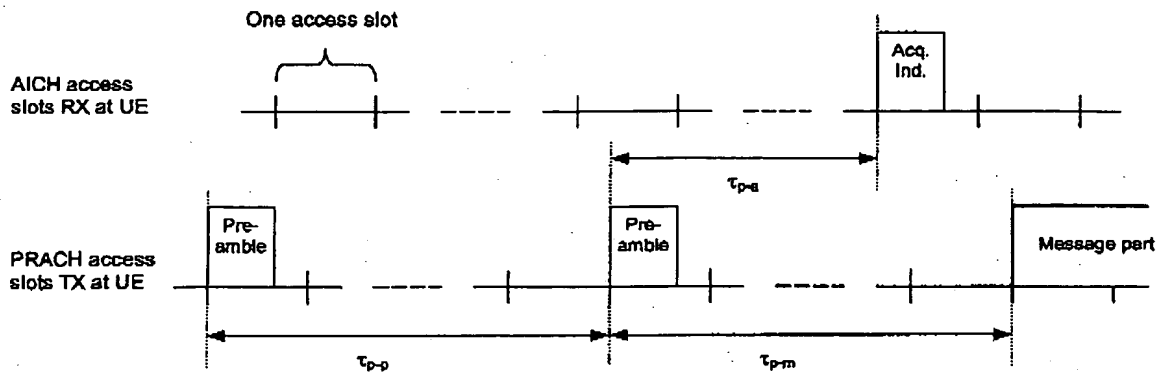 One access slot
AICH access
slots RX at UE
Acq.
Ind.
τp-a
PRACH access
slots TX at UE
Pre-
amble
Pre-
amble
Message part
τp-p
τp-m